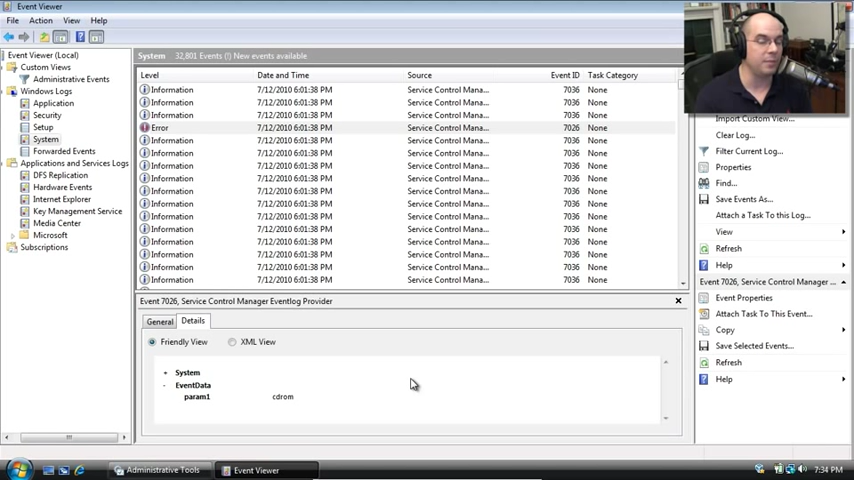 Event Viewer
File Action View Help
Event Viewer (Local)
Custom Views
Administrative Events
Windows Logs
Application
Security
Setup
System
Forwarded Events
Applications and Services Logs
DFS Replication
Hardware Events
Internet Explorer
Key Management Service
Media Center
Microsoft
Subscriptions
System 32,801 Events (!) New events available
Level Date and Time Source Event ID Task Category
Information 7/12/2010 6:01:38 PM Service Control Mana... 7036 None
Information 7/12/2010 6:01:38 PM Service Control Mana... 7036 None
Information 7/12/2010 6:01:38 PM Service Control Mana... 7036 None
Error 7/12/2010 6:01:38 PM Service Control Mana... 7026 None
Information 7/12/2010 6:01:38 PM Service Control Mana... 7036 None
Information 7/12/2010 6:01:38 PM Service Control Mana... 7036 None
Information 7/12/2010 6:01:38 PM Service Control Mana... 7036 None
Information 7/12/2010 6:01:38 PM Service Control Mana... 7036 None
Information 7/12/2010 6:01:38 PM Service Control Mana... 7036 None
Information 7/12/2010 6:01:38 PM Service Control Mana... 7036 None
Information 7/12/2010 6:01:38 PM Service Control Mana... 7036 None
Information 7/12/2010 6:01:38 PM Service Control Mana... 7036 None
Information 7/12/2010 6:01:38 PM Service Control Mana... 7036 None
Information 7/12/2010 6:01:38 PM Service Control Mana... 7036 None
Information 7/12/2010 6:01:38 PM Service Control Mana... 7036 None
Information 7/12/2010 6:01:38 PM Service Control Mana... 7036 None
Event 7026, Service Control Manager Eventlog Provider
General Details
Friendly View XML View
+ System
- EventData
param1 cdrom
Import Custom View...
Clear Log...
Filter Current Log...
Properties
Find...
Save Events As...
Attach a Task To this Log...
View
Refresh
Help
Event 7026, Service Control Manager ...
Event Properties
Attach Task To This Event...
Copy
Save Selected Events...
Refresh
Help
Administrative Tools
Event Viewer
7:34 PM